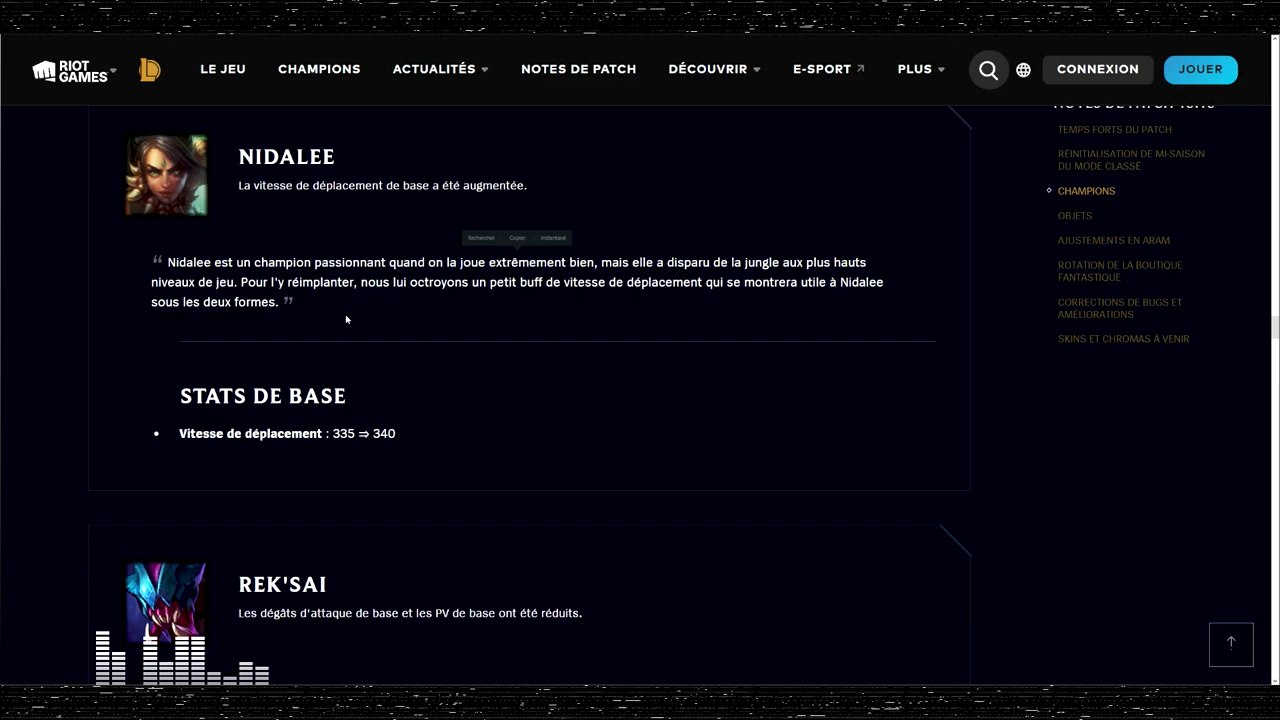 RIOT GAMES
LE JEU CHAMPIONS ACTUALITÉS NOTES DE PATCH DÉCOUVRIR E-SPORT PLUS CONNEXION JOUER
TEMPS FORTS DU PATCH
RÉINITIALISATION DE MI-SAISON
DU MODE CLASSÉ
CHAMPIONS
OBJETS
AJUSTEMENTS EN ARAM
ROTATION DE LA BOUTIQUE
FANTASTIQUE
CORRECTIONS DE BUGS ET
AMÉLIORATIONS
SKINS ET CHROMAS À VENIR
NIDALEE
La vitesse de déplacement de base a été augmentée.
Rechercher Copier Instantané
“ Nidalee est un champion passionnant quand on la joue extrêmement bien, mais elle a disparu de la jungle aux plus hauts
niveaux de jeu. Pour l'y réimplanter, nous lui octroyons un petit buff de vitesse de déplacement qui se montrera utile à Nidalee
sous les deux formes. ”
STATS DE BASE
• Vitesse de déplacement : 335 ⇒ 340
REK'SAI
Les dégâts d'attaque de base et les PV de base ont été réduits.